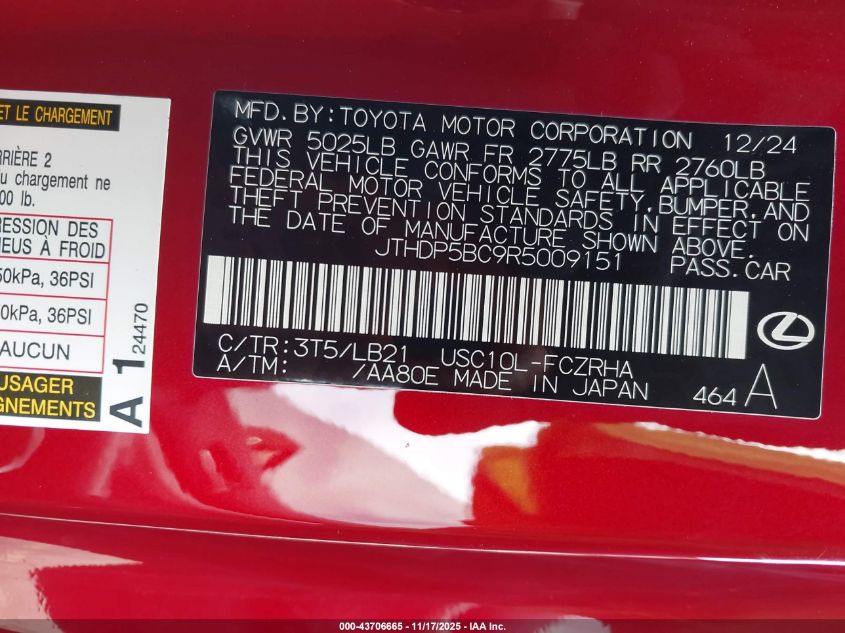 ET LE CHARGEMENT
RRIÈRE 2
u chargement ne
00 lb.
RESSION DES
NEUS À FROID
50kPa, 36PSI
0kPa, 36PSI
AUCUN
USAGER
GNEMENTS
A 1 24470
MFD. BY: TOYOTA MOTOR CORPORATION 12/24
GVWR 5025LB GAWR FR 2775LB RR 2760LB
THIS VEHICLE CONFORMS TO ALL APPLICABLE
FEDERAL MOTOR VEHICLE SAFETY, BUMPER, AND
THEFT PREVENTION STANDARDS IN EFFECT ON
THE DATE OF MANUFACTURE SHOWN ABOVE.
JTHDP5BC9R5009151 PASS. CAR
C/TR: 3T5/LB21 USC10L-FCZRHA
A/TM: /AA80E MADE IN JAPAN
464 A
000-43706665 — 11/17/2025 — IAA Inc.